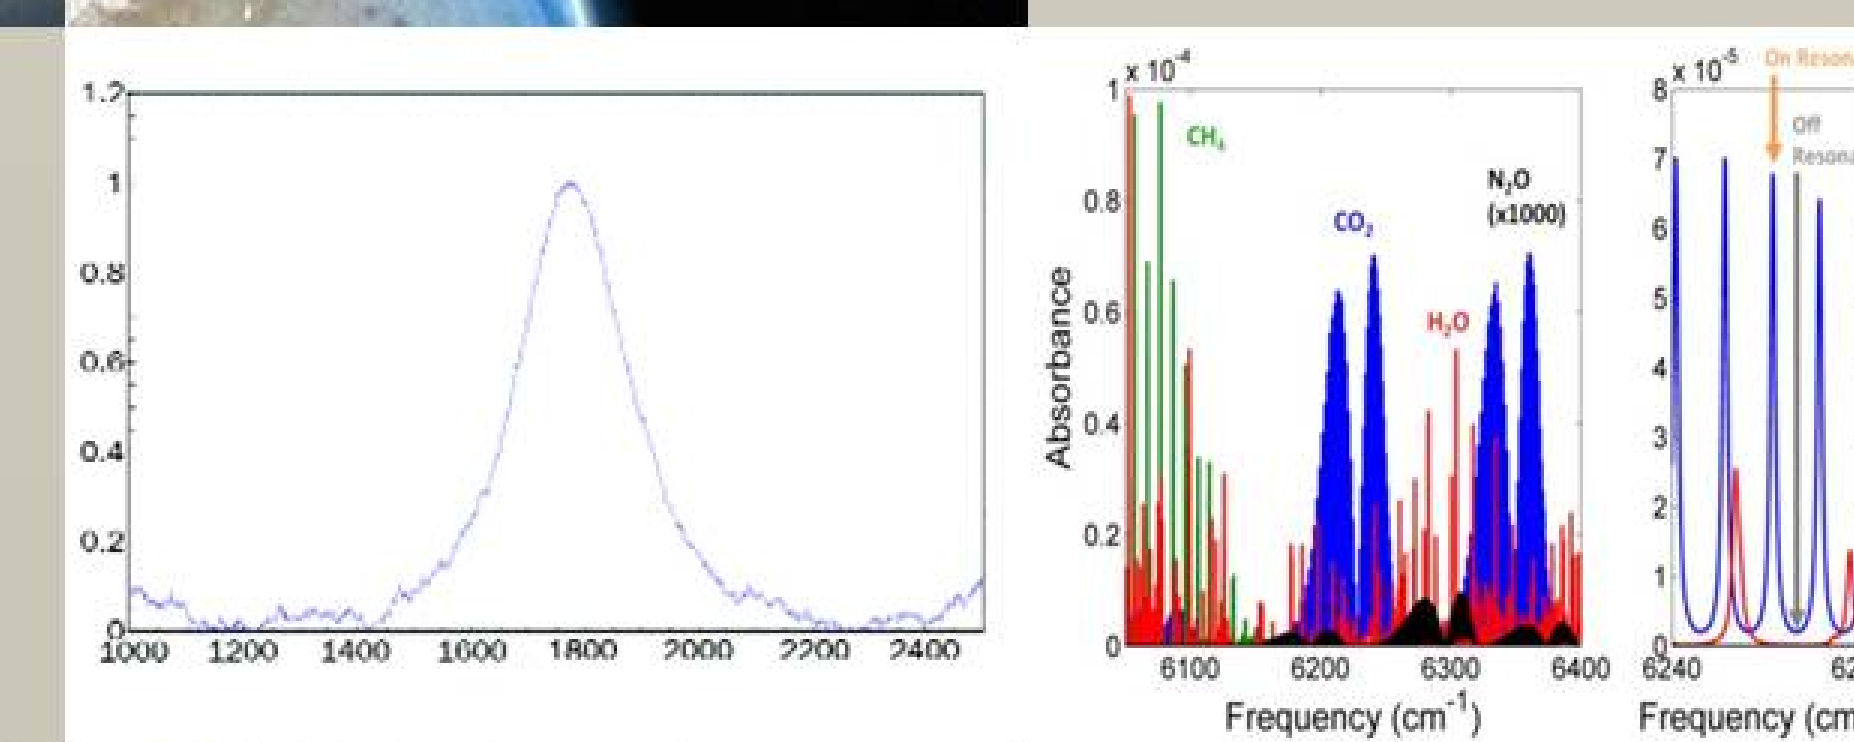 1.2
1
0.8
0.6
0.4
0.2
0
1000 1200 1400 1600 1800 2000 2200 2400
x 10-4
1
0.8
0.6
0.4
0.2
0
Absorbance
CH4
CO2
H2O
N2O
(x1000)
6100 6200 6300 6400
Frequency (cm-1)
x 10-5
On Reson
Off
Resona
8
7
6
5
4
3
2
1
0
6240 62
Frequency (cm